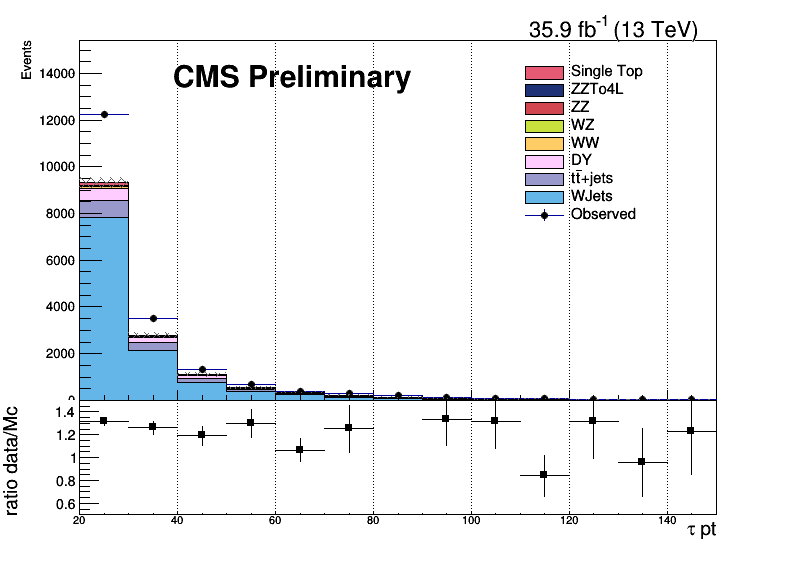 35.9 fb⁻¹ (13 TeV)
Events
CMS Preliminary
14000
12000
10000
8000
6000
4000
2000
0
Single Top
ZZTo4L
ZZ
WZ
WW
DY
tt̄+jets
WJets
Observed
ratio data/Mc
1.4
1.2
1
0.8
0.6
20 40 60 80 100 120 140
τ pt